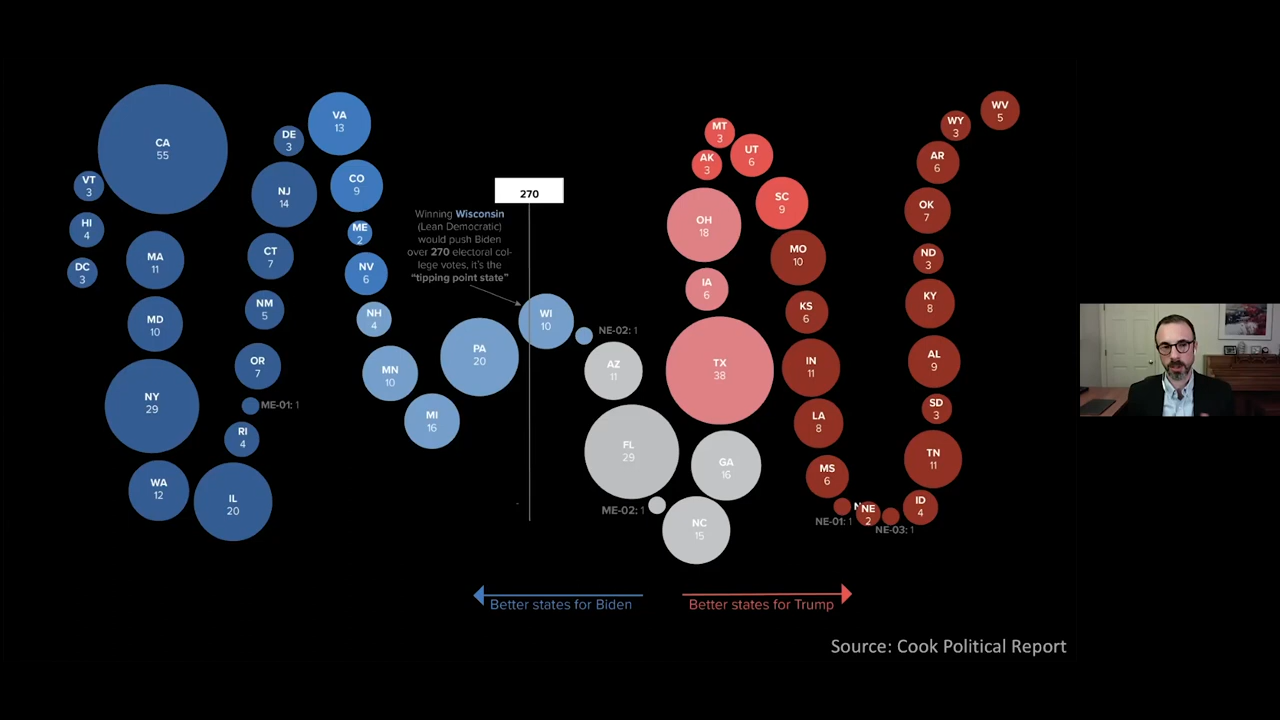 CA
55
VT
3
HI
4
DC
3
MA
11
MD
10
NY
29
WA
12
IL
20
RI
4
ME-01: 1
OR
7
NM
5
CT
7
NJ
14
DE
3
VA
13
CO
9
ME
2
NV
6
NH
4
MN
10
MI
16
PA
20
270
Winning Wisconsin
(Lean Democratic)
would push Biden
over 270 electoral col-
lege votes, it's the
"tipping point state"
WI
10
NE-02: 1
AZ
11
FL
29
ME-02: 1
NC
15
GA
16
TX
38
IA
6
OH
18
AK
3
MT
3
UT
6
SC
9
MO
10
KS
6
IN
11
LA
8
MS
6
NE-01: 1
NE
2
NE-03: 1
ID
4
TN
11
SD
3
AL
9
KY
8
ND
3
OK
7
AR
6
WY
3
WV
5
Better states for Biden
Better states for Trump
Source: Cook Political Report